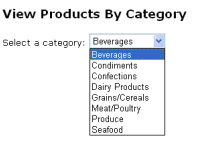 View Products By Category
Select a category: Beverages
Beverages
Condiments
Confections
Dairy Products
Grains/Cereals
Meat/Poultry
Produce
Seafood